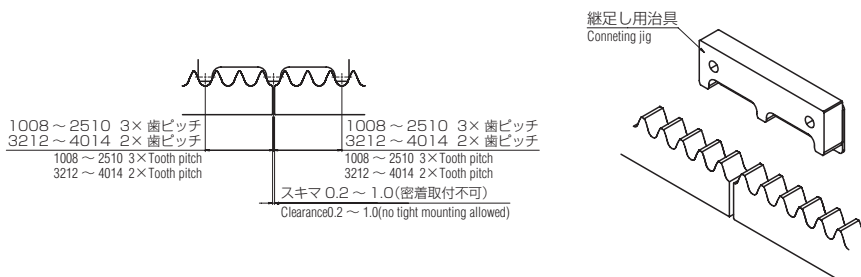 継足し用治具
Conneting jig
1008 ～ 2510 3× 歯ピッチ
3212 ～ 4014 2× 歯ピッチ
1008 ～ 2510 3×Tooth pitch
3212 ～ 4014 2×Tooth pitch
1008 ～ 2510 3× 歯ピッチ
3212 ～ 4014 2× 歯ピッチ
1008 ～ 2510 3×Tooth pitch
3212 ～ 4014 2×Tooth pitch
スキマ 0.2 ～ 1.0(密着取付不可)
Clearance0.2 ～ 1.0(no tight mounting allowed)